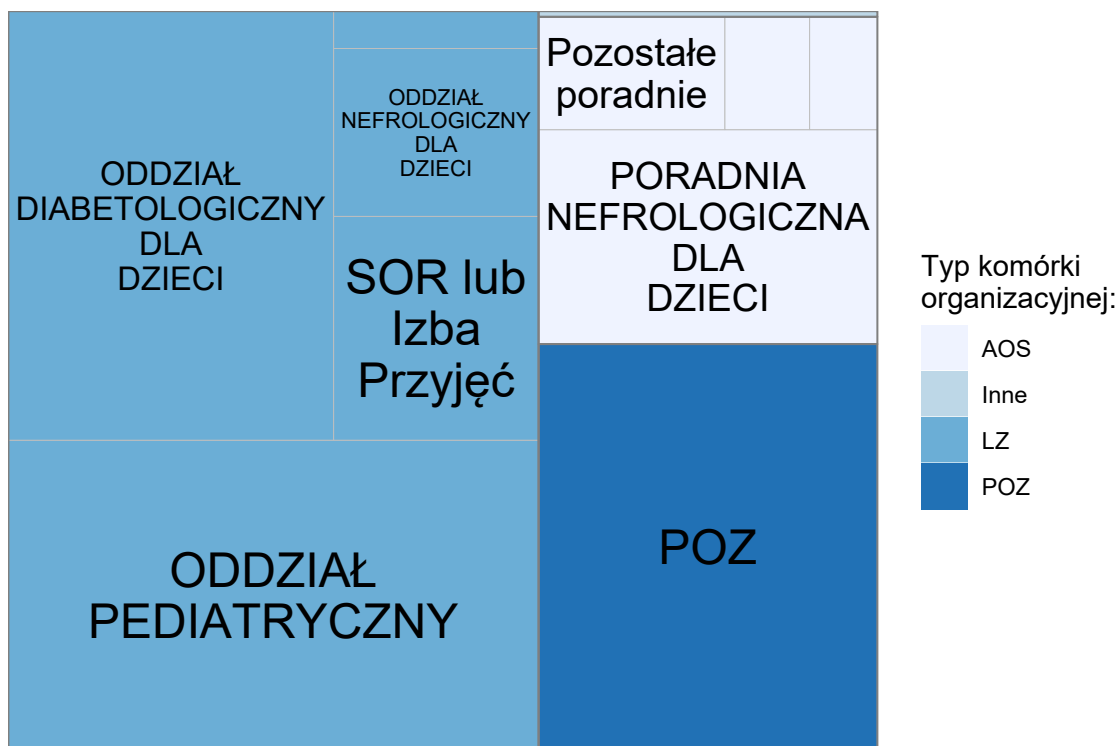 ODDZIAŁ
DIABETOLOGICZNY
DLA
DZIECI
ODDZIAŁ
NEFROLOGICZNY
DLA
DZIECI
SOR lub
Izba
Przyjęć
ODDZIAŁ
PEDIATRYCZNY
Pozostałe
poradnie
PORADNIA
NEFROLOGICZNA
DLA
DZIECI
POZ
Typ komórki
organizacyjnej:
AOS
Inne
LZ
POZ